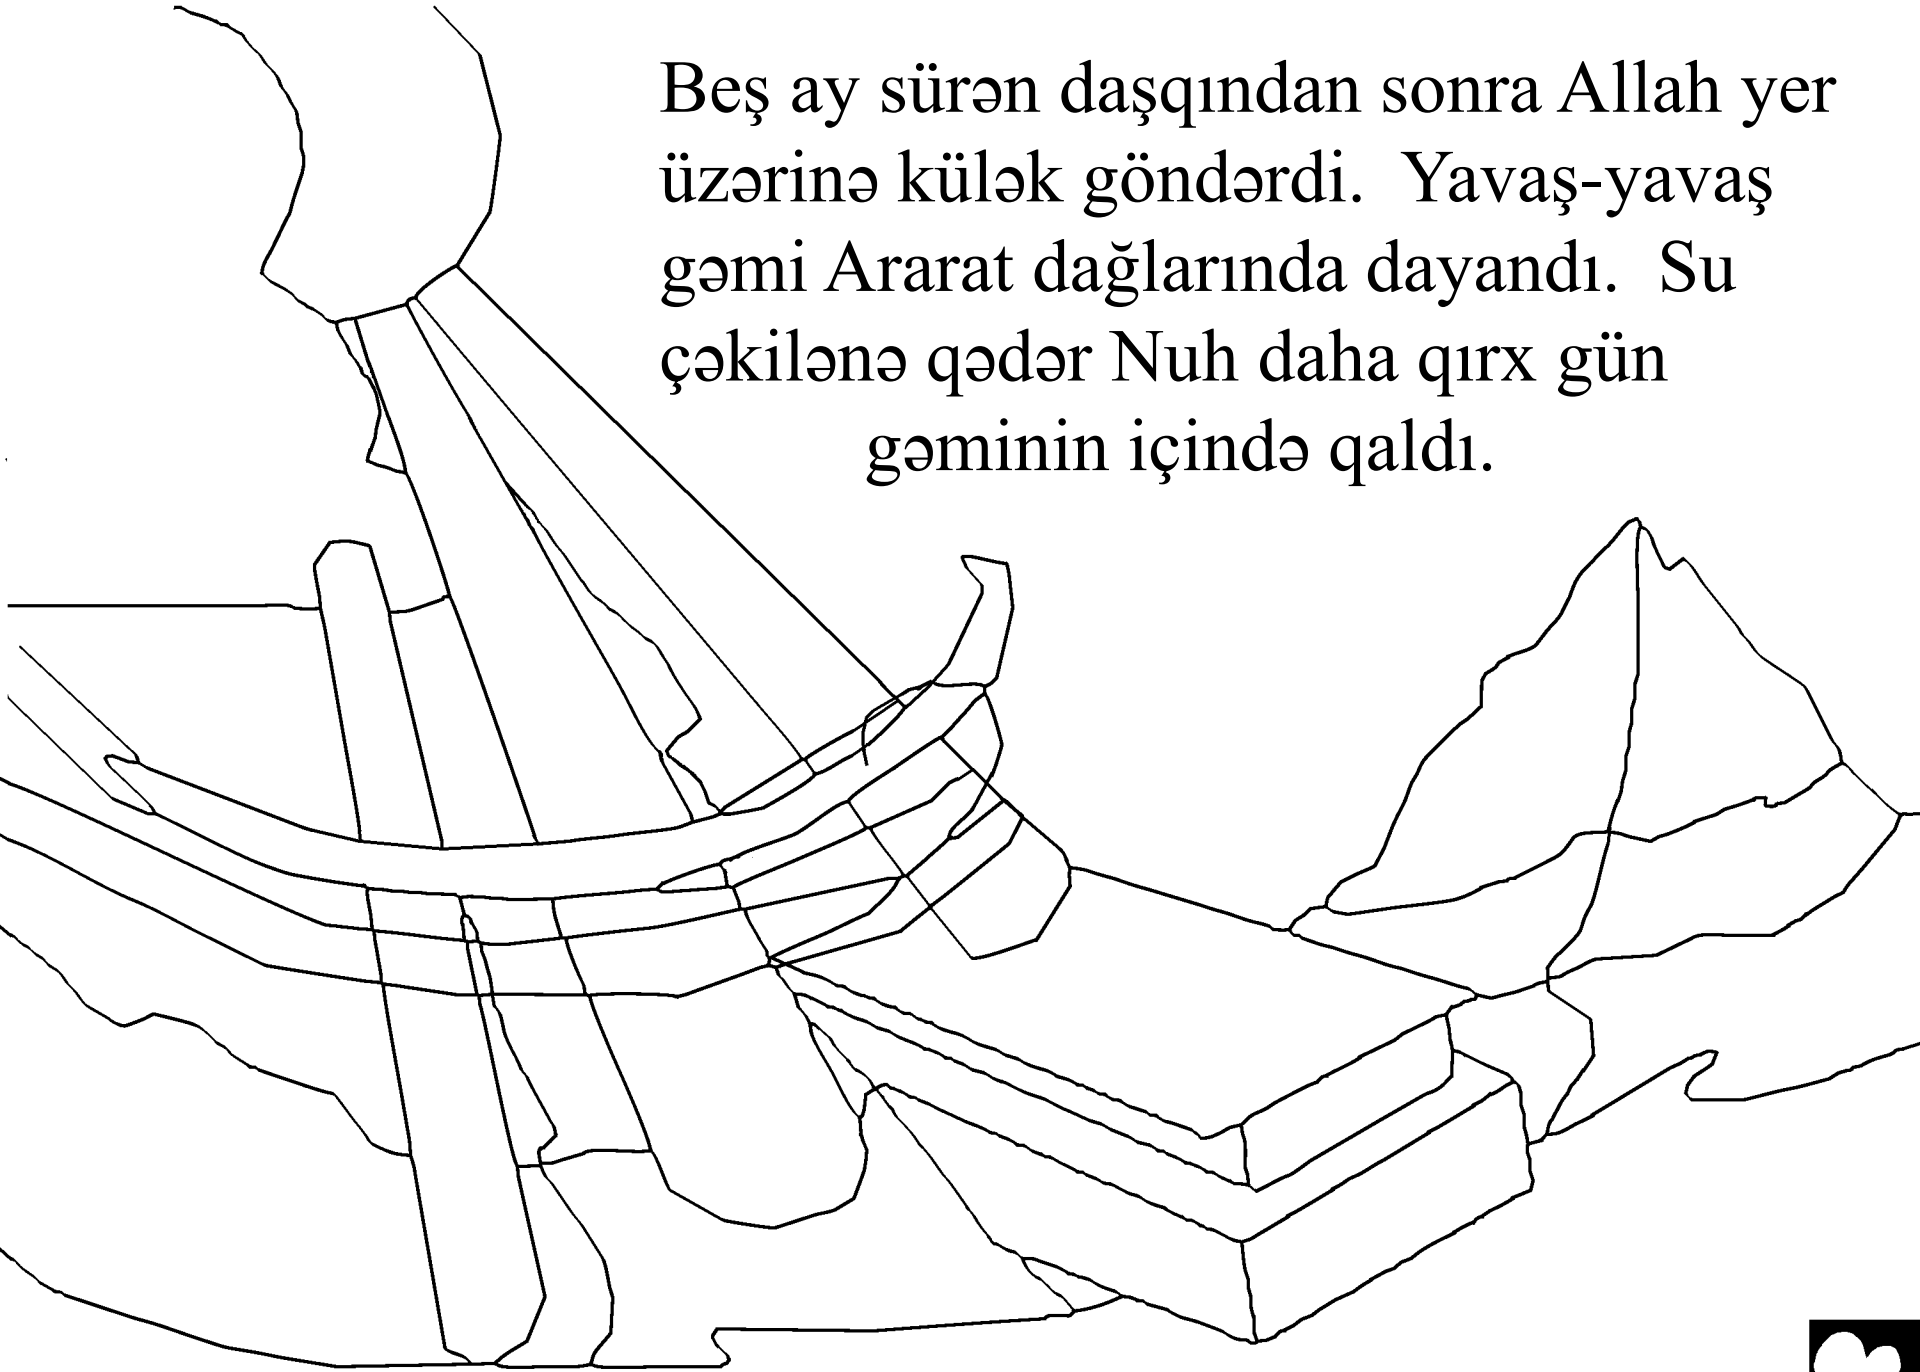 Beş ay sürən daşqından sonra Allah yer
üzərinə külək göndərdi.  Yavaş-yavaş
gəmi Ararat dağlarında dayandı.  Su
çəkilənə qədər Nuh daha qırx gün
gəminin içində qaldı.